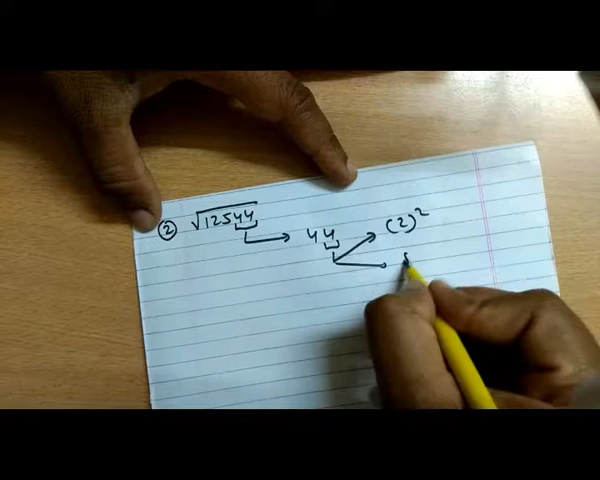 ② √12544 → 44 → (2)²